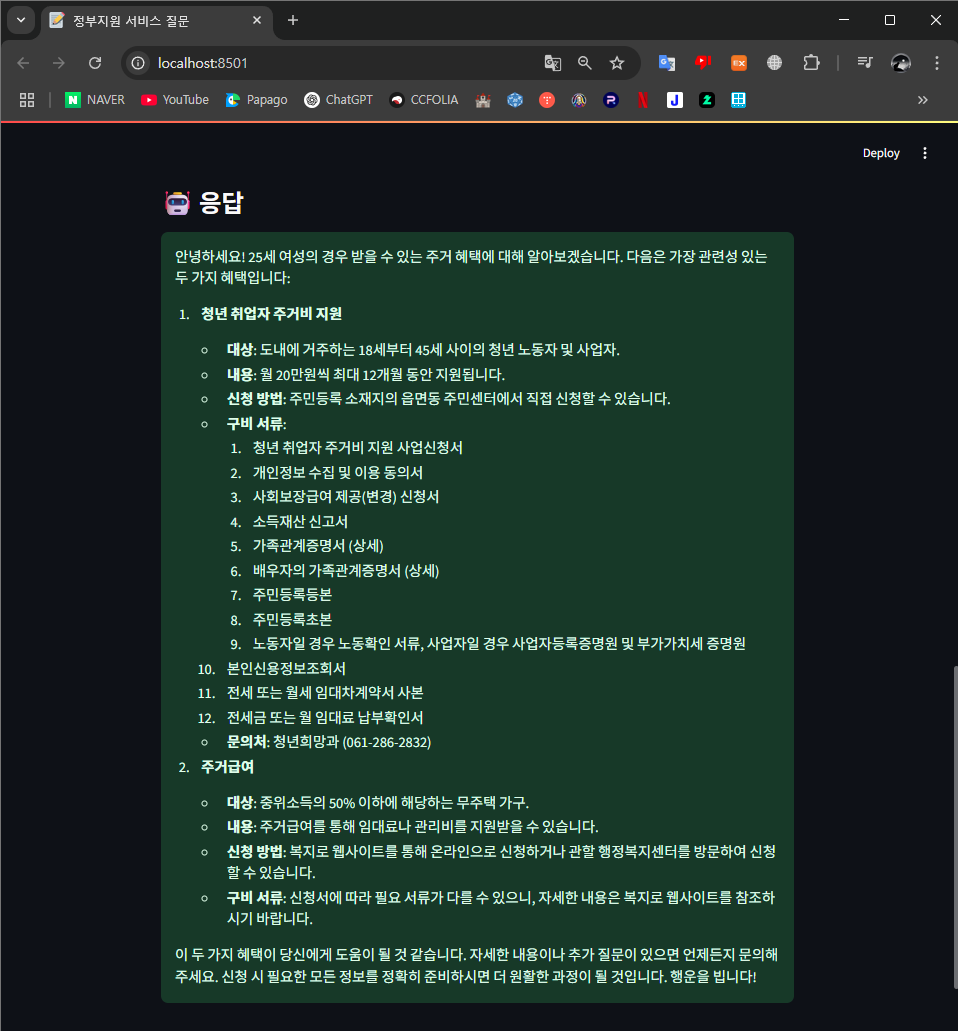 정부지원 서비스 질문
localhost:8501
NAVER YouTube Papago ChatGPT CCFOLIA
Deploy
응답
안녕하세요! 25세 여성의 경우 받을 수 있는 주거 혜택에 대해 알아보겠습니다. 다음은 가장 관련성 있는
두 가지 혜택입니다:
1. 청년 취업자 주거비 지원
대상: 도내에 거주하는 18세부터 45세 사이의 청년 노동자 및 사업자.
내용: 월 20만원씩 최대 12개월 동안 지원됩니다.
신청 방법: 주민등록 소재지의 읍면동 주민센터에서 직접 신청할 수 있습니다.
구비 서류:
1. 청년 취업자 주거비 지원 사업신청서
2. 개인정보 수집 및 이용 동의서
3. 사회보장급여 제공(변경) 신청서
4. 소득재산 신고서
5. 가족관계증명서 (상세)
6. 배우자의 가족관계증명서 (상세)
7. 주민등록등본
8. 주민등록초본
9. 노동자일 경우 노동확인 서류, 사업자일 경우 사업자등록증명원 및 부가가치세 증명원
10. 본인신용정보조회서
11. 전세 또는 월세 임대차계약서 사본
12. 전세금 또는 월 임대료 납부확인서
문의처: 청년희망과 (061-286-2832)
2. 주거급여
대상: 중위소득의 50% 이하에 해당하는 무주택 가구.
내용: 주거급여를 통해 임대료나 관리비를 지원받을 수 있습니다.
신청 방법: 복지로 웹사이트를 통해 온라인으로 신청하거나 관할 행정복지센터를 방문하여 신청
할 수 있습니다.
구비 서류: 신청서에 따라 필요 서류가 다를 수 있으니, 자세한 내용은 복지로 웹사이트를 참조하
시기 바랍니다.
이 두 가지 혜택이 당신에게 도움이 될 것 같습니다. 자세한 내용이나 추가 질문이 있으면 언제든지 문의해
주세요. 신청 시 필요한 모든 정보를 정확히 준비하시면 더 원활한 과정이 될 것입니다. 행운을 빕니다!